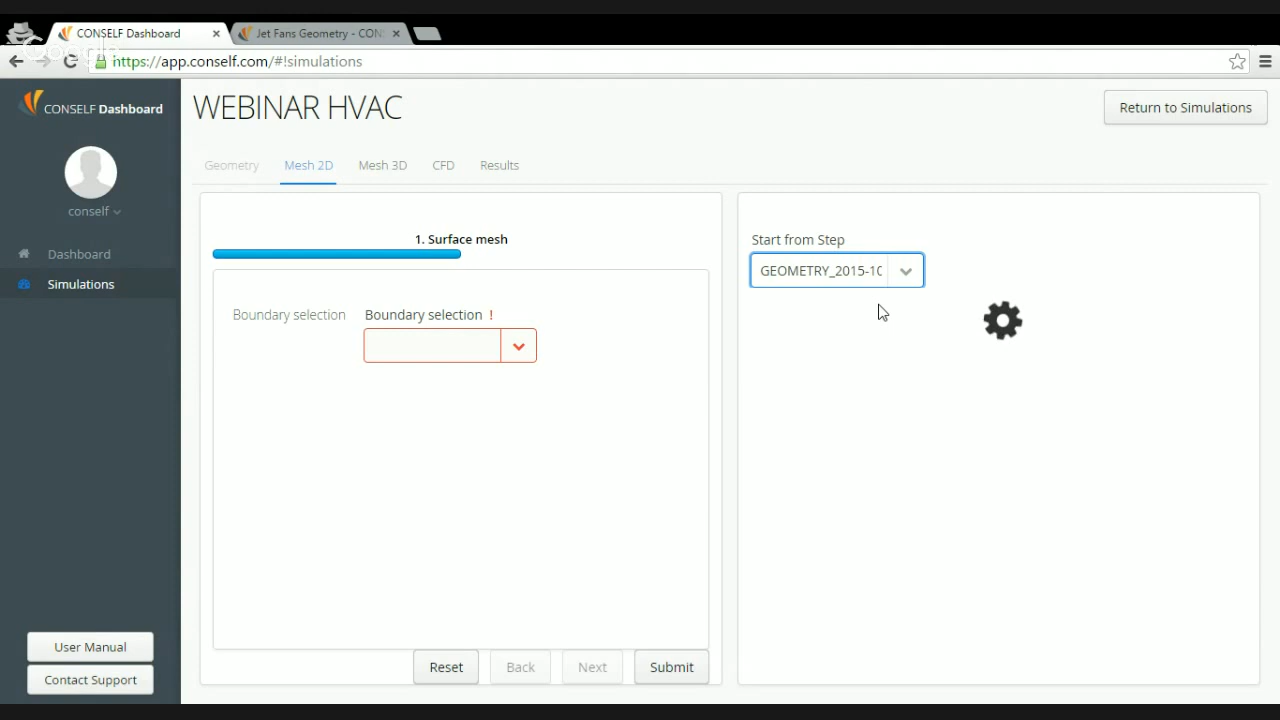 CONSELF Dashboard
Jet Fans Geometry - CON
https://app.conself.com/#!simulations
CONSELF Dashboard
WEBINAR HVAC
Return to Simulations
Geometry
Mesh 2D
Mesh 3D
CFD
Results
conself
Dashboard
Simulations
1. Surface mesh
Boundary selection
Boundary selection !
Start from Step
GEOMETRY_2015-10
Reset
Back
Next
Submit
User Manual
Contact Support